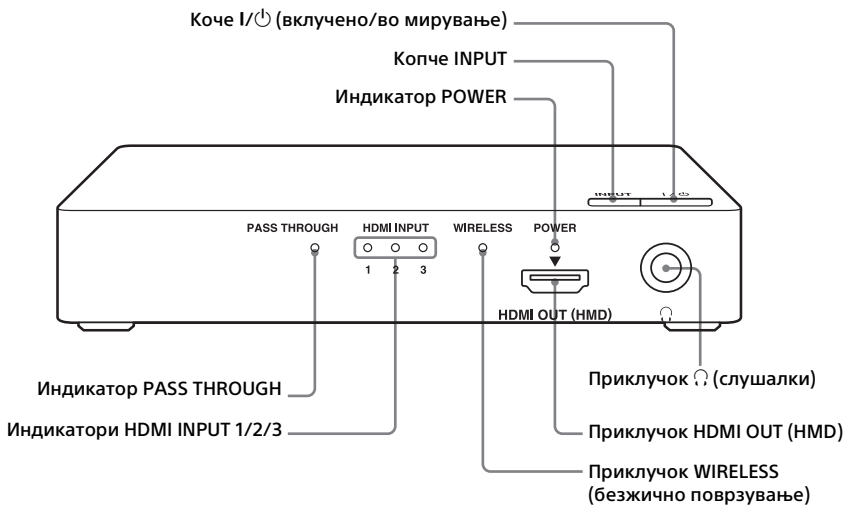 Коче I/⏻ (вклучено/во мирување)
Копче INPUT
Индикатор POWER
INPUT I/⏻
PASS THROUGH HDMI INPUT WIRELESS POWER
1 2 3
HDMI OUT (HMD)
Индикатор PASS THROUGH
Приклучок 🎧 (слушалки)
Индикатори HDMI INPUT 1/2/3
Приклучок HDMI OUT (HMD)
Приклучок WIRELESS
(безжично поврзување)